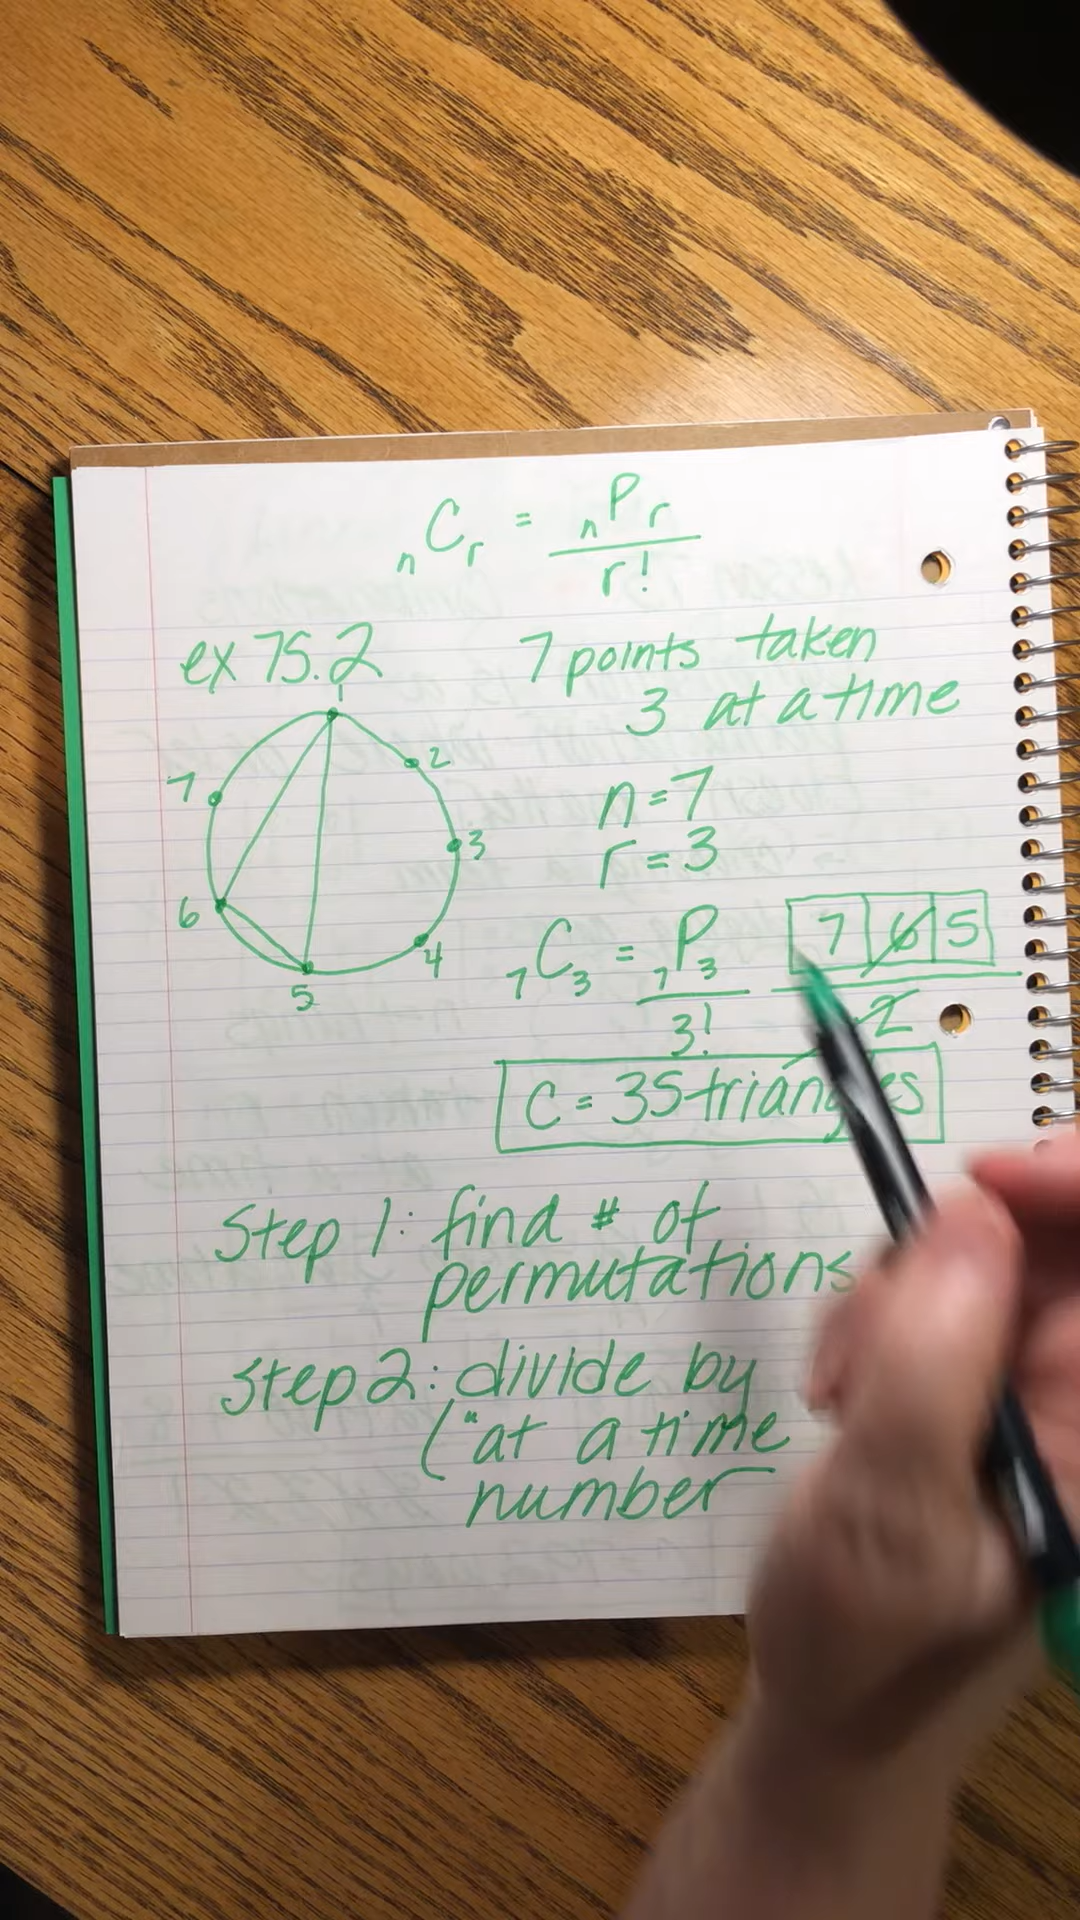 nCr = nPr
r!
ex 75.2
7 points taken
3 at a time
1
2
3
4
5
6
7
n=7
r=3
7C3 = 7P3
3!
7 6 5
2
C = 35 triangles
Step 1: find # of
permutations
Step 2: divide by
("at a time
number